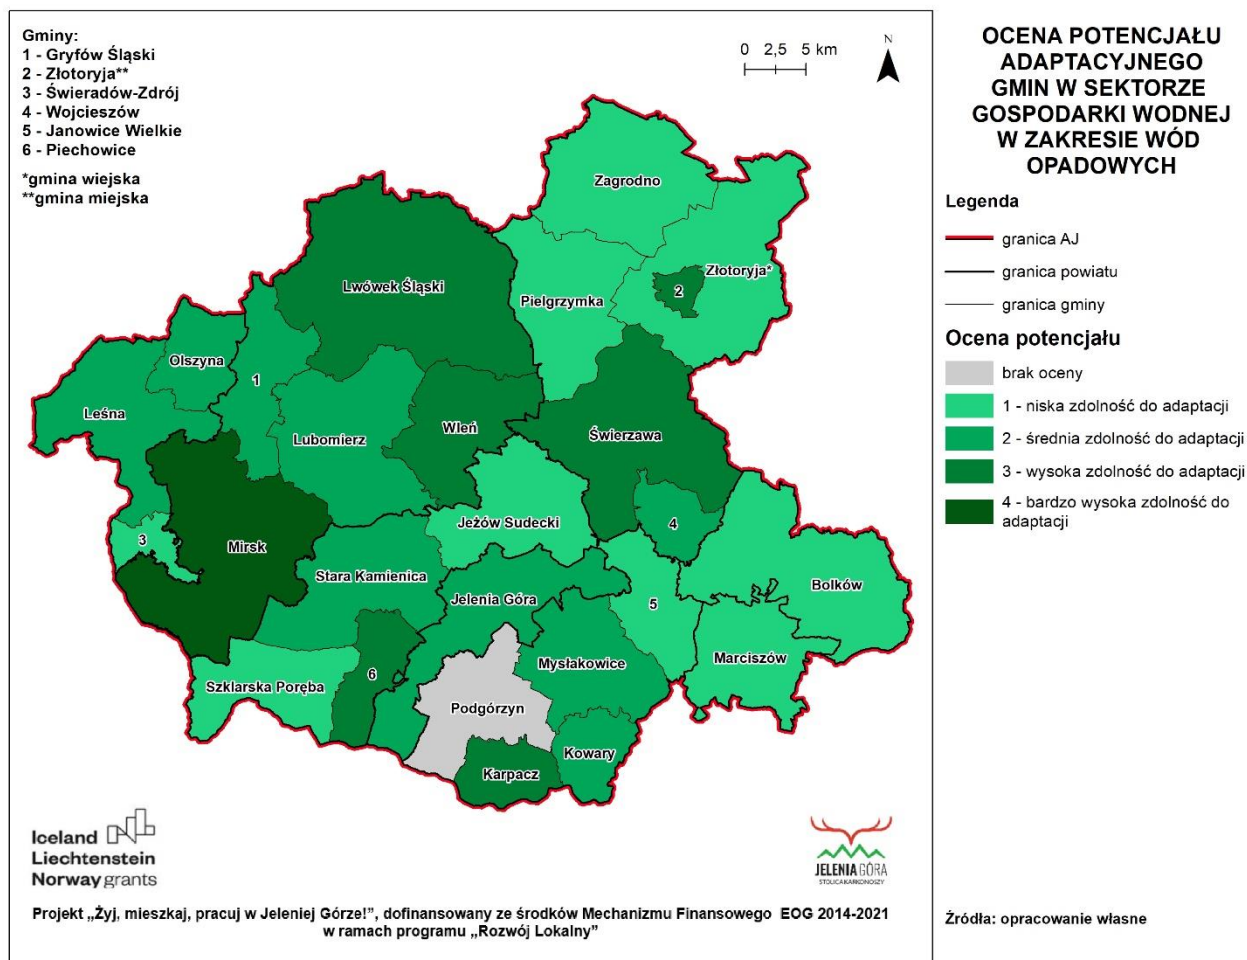 Gminy:
1 - Gryfów Śląski
2 - Złotoryja**
3 - Świeradów-Zdrój
4 - Wojcieszów
5 - Janowice Wielkie
6 - Piechowice
*gmina wiejska
**gmina miejska
0 2,5 5 km
N
Zagrodno
Złotoryja*
2
Pielgrzymka
Lwówek Śląski
Olszyna
1
Leśna
Lubomierz
Wleń
Świerzawa
4
3
Mirsk
Jeżów Sudecki
Stara Kamienica
Jelenia Góra
5
Bolków
Mysłakowice
Marciszów
Szklarska Poręba
6
Podgórzyn
Kowary
Karpacz
Iceland
Liechtenstein
Norway grants
JELENIA GÓRA
STOLICA KARKONOSZY
Projekt „Żyj, mieszkaj, pracuj w Jeleniej Górze!”, dofinansowany ze środków Mechanizmu Finansowego EOG 2014-2021
w ramach programu „Rozwój Lokalny”
OCENA POTENCJAŁU
ADAPTACYJNEGO
GMIN W SEKTORZE
GOSPODARKI WODNEJ
W ZAKRESIE WÓD
OPADOWYCH
Legenda
granica AJ
granica powiatu
granica gminy
Ocena potencjału
brak oceny
1 - niska zdolność do adaptacji
2 - średnia zdolność do adaptacji
3 - wysoka zdolność do adaptacji
4 - bardzo wysoka zdolność do
adaptacji
Źródła: opracowanie własne